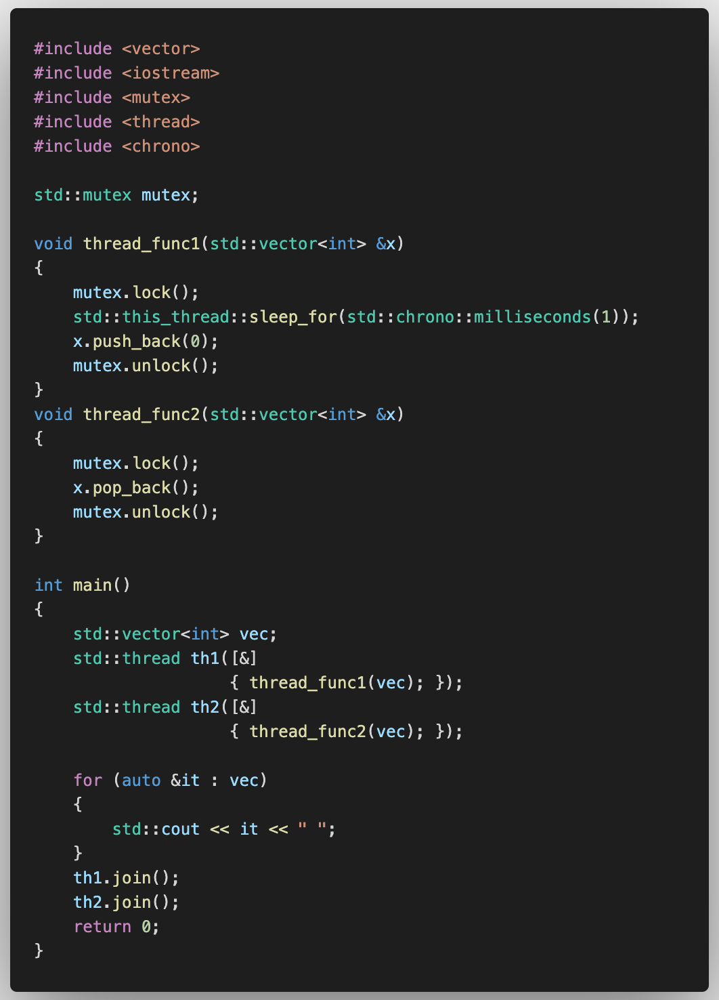 #include <vector>
#include <iostream>
#include <mutex>
#include <thread>
#include <chrono>

std::mutex mutex;

void thread_func1(std::vector<int> &x)
{
    mutex.lock();
    std::this_thread::sleep_for(std::chrono::milliseconds(1));
    x.push_back(0);
    mutex.unlock();
}
void thread_func2(std::vector<int> &x)
{
    mutex.lock();
    x.pop_back();
    mutex.unlock();
}

int main()
{
    std::vector<int> vec;
    std::thread th1([&]
                    { thread_func1(vec); });
    std::thread th2([&]
                    { thread_func2(vec); });

    for (auto &it : vec)
    {
        std::cout << it << " ";
    }
    th1.join();
    th2.join();
    return 0;
}